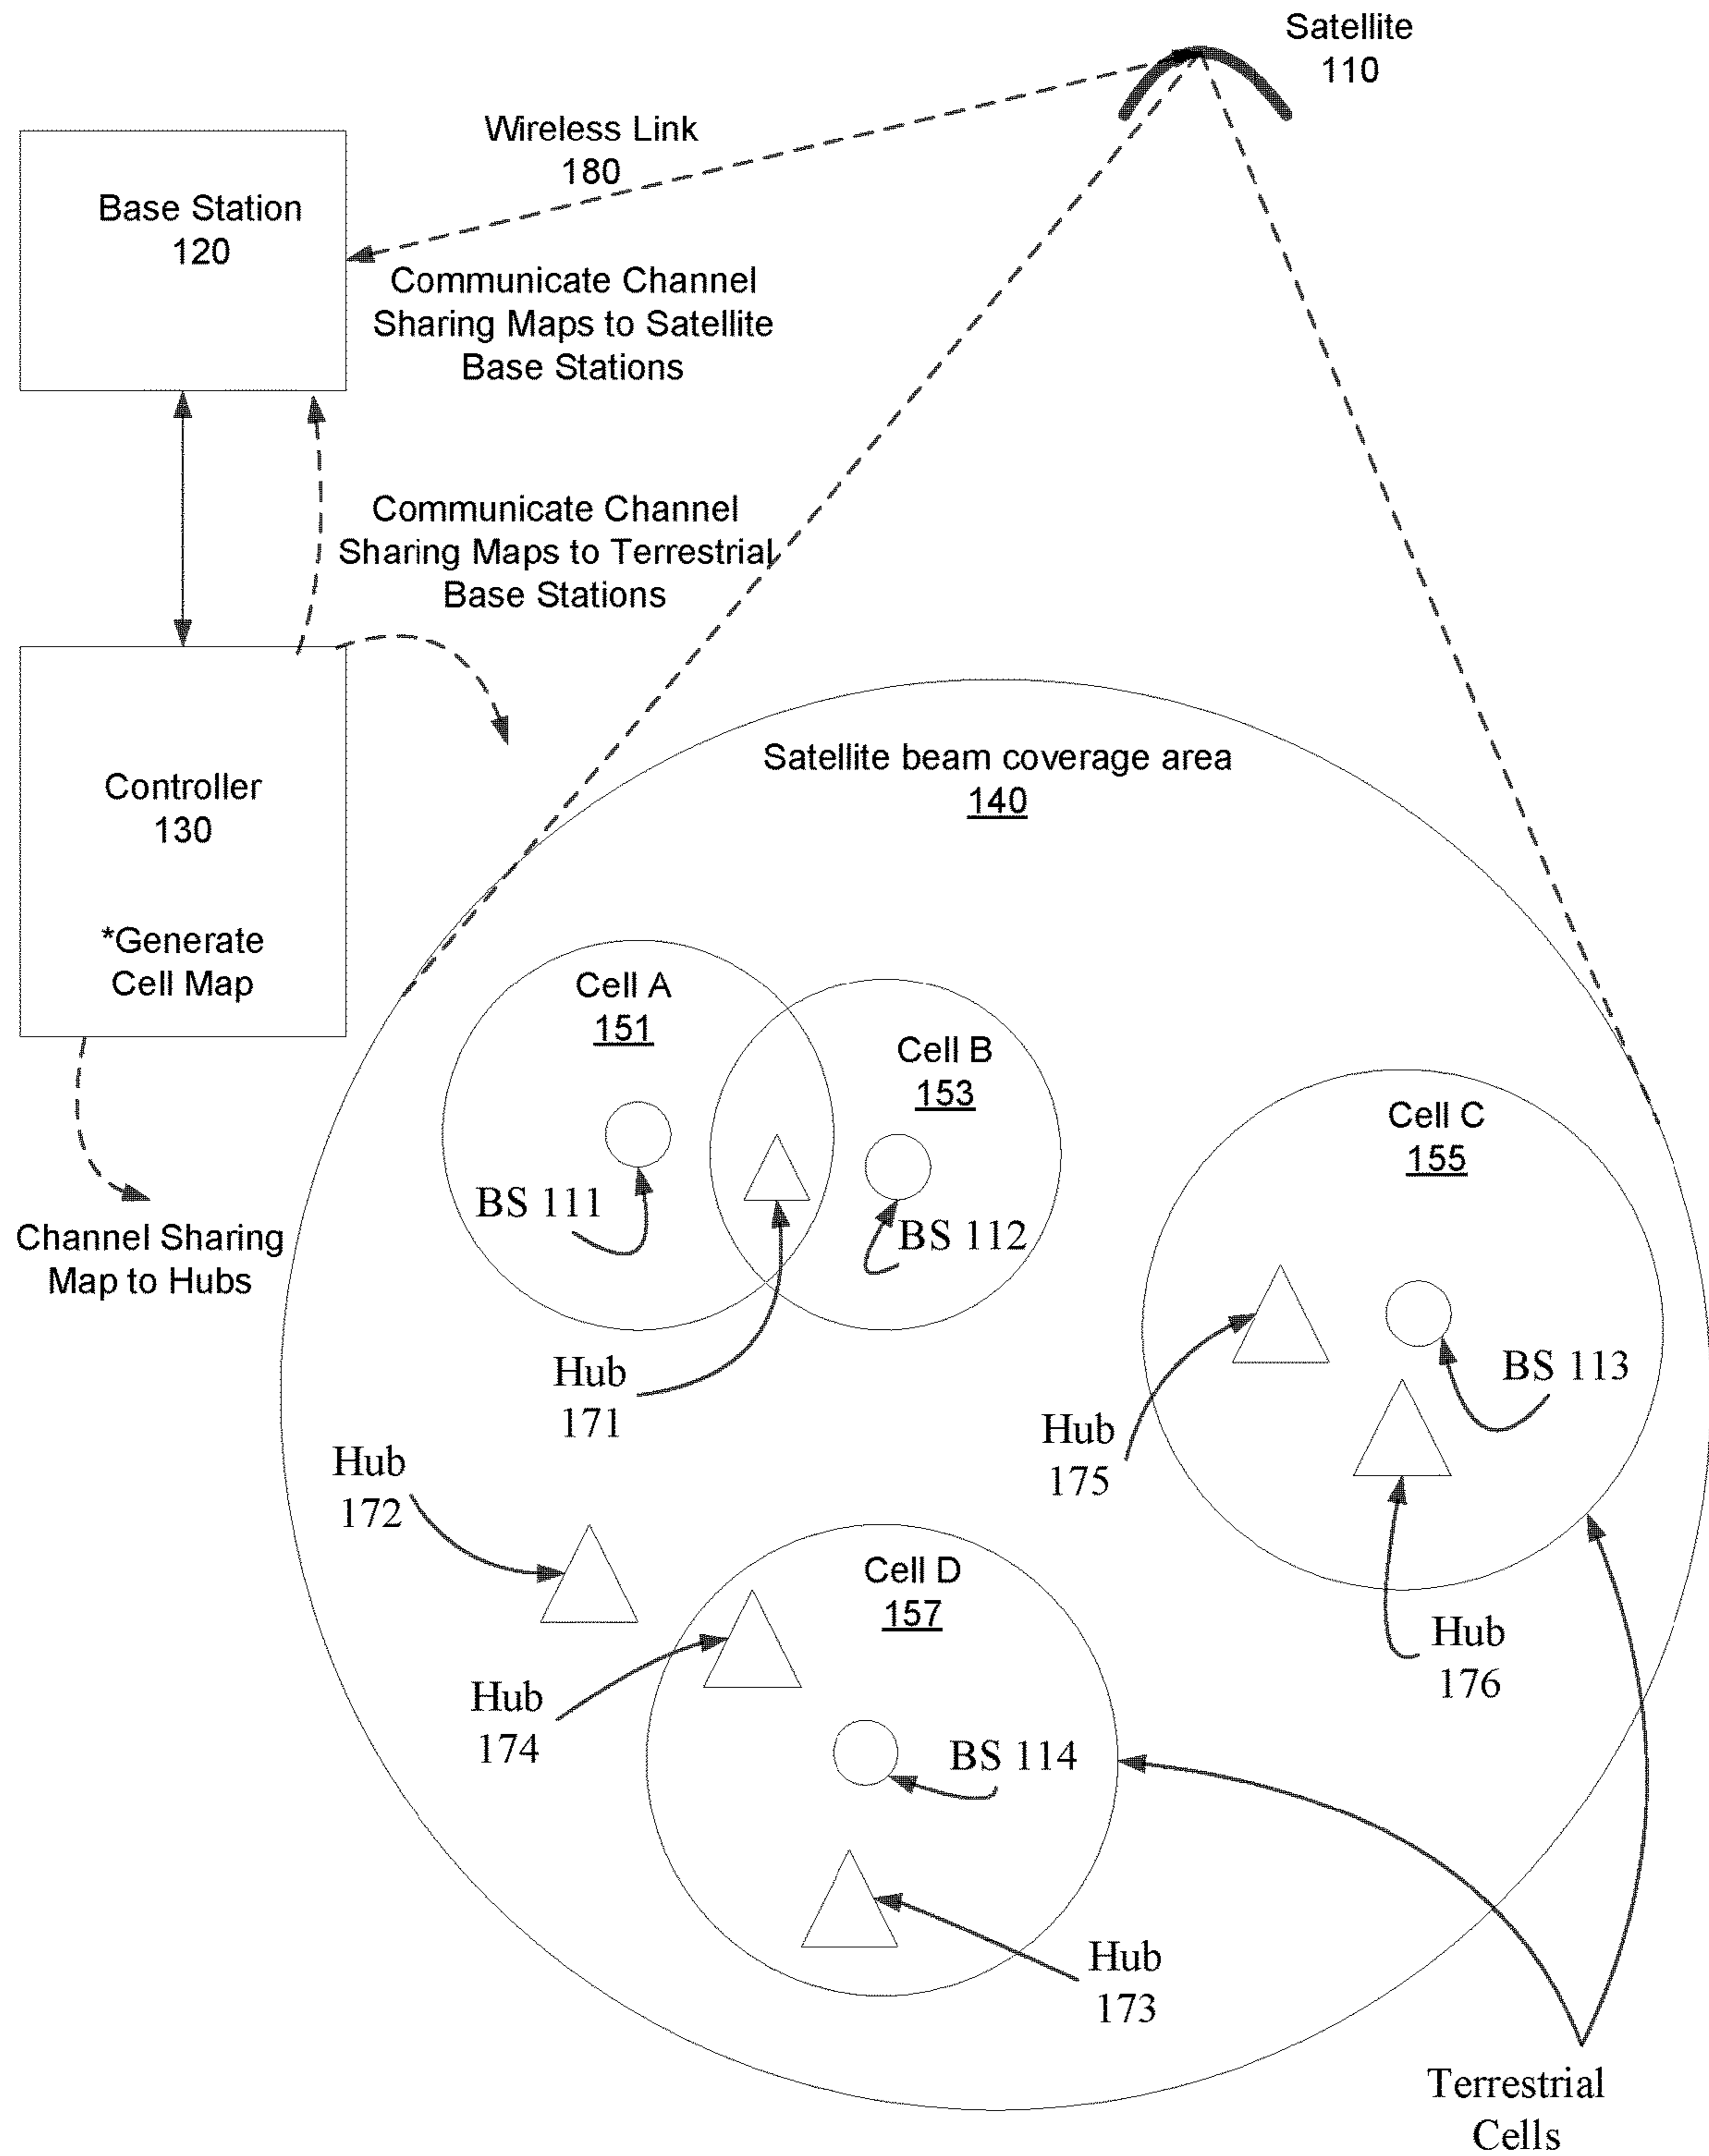 Satellite
110
Wireless Link
180
Base Station
120
Communicate Channel
Sharing Maps to Satellite
Base Stations
Communicate Channel
Sharing Maps to Terrestrial
Base Stations
Controller
130
*Generate
Cell Map
Satellite beam coverage area
140
Cell A
151
Cell B
153
Cell C
155
BS 111
BS 112
Channel Sharing
Map to Hubs
Hub
171
BS 113
Hub
175
Hub
172
Cell D
157
Hub
176
Hub
174
BS 114
Hub
173
Terrestrial
Cells